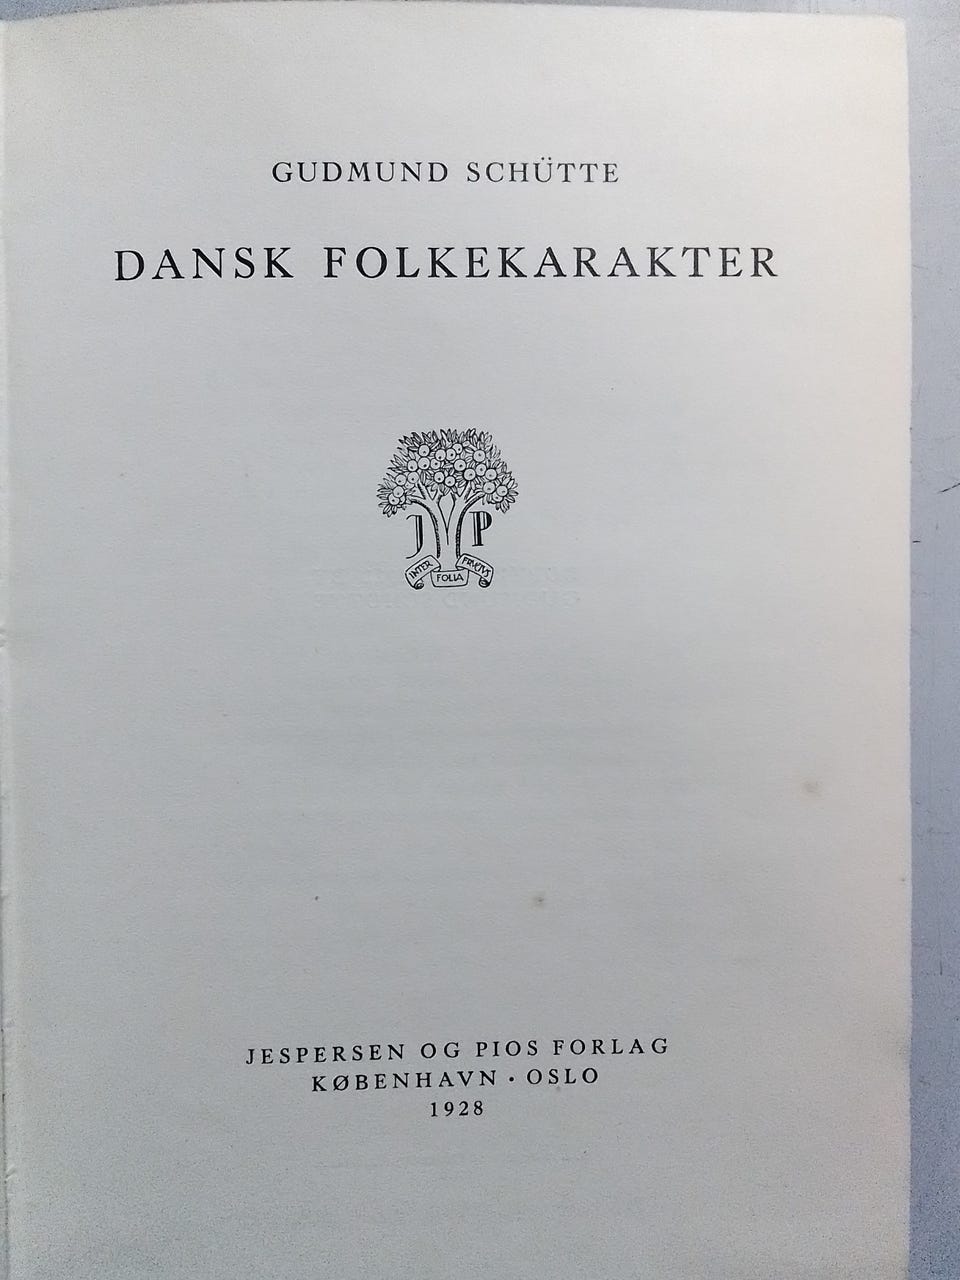 GUDMUND SCHÜTTE
DANSK FOLKEKARAKTER
J P
INTER FOLIA FRUCTUS
JESPERSEN OG PIOS FORLAG
KØBENHAVN · OSLO
1928